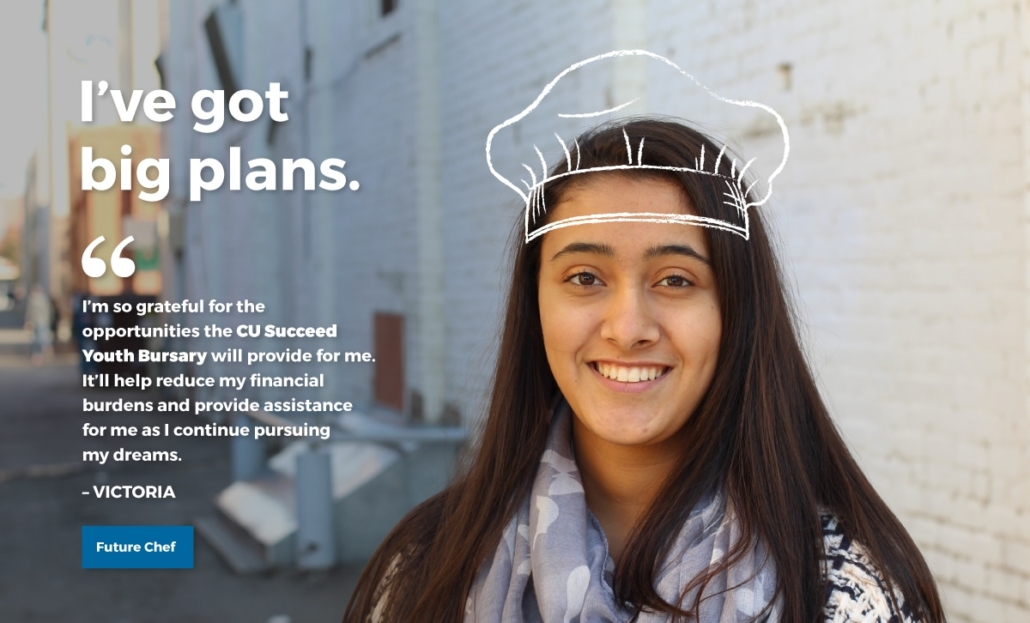 I’ve got
big plans.
“
I’m so grateful for the
opportunities the CU Succeed
Youth Bursary will provide for me.
It’ll help reduce my financial
burdens and provide assistance
for me as I continue pursuing
my dreams.
– VICTORIA
Future Chef